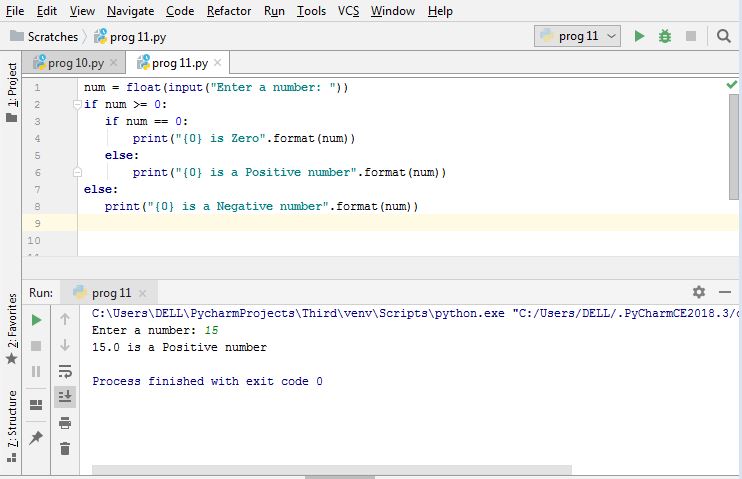 File Edit View Navigate Code Refactor Run Tools VCS Window Help
Scratches prog 11.py prog 11
prog 10.py prog 11.py
1: Project
1 num = float(input("Enter a number: "))
2 if num >= 0:
3 if num == 0:
4 print("{0} is Zero".format(num))
5 else:
6 print("{0} is a Positive number".format(num))
7 else:
8 print("{0} is a Negative number".format(num))
9
10
Run: prog 11
2: Favorites
7: Structure
C:\Users\DELL\PycharmProjects\Third\venv\Scripts\python.exe "C:/Users/DELL/.PyCharmCE2018.3/
Enter a number: 15
15.0 is a Positive number
Process finished with exit code 0